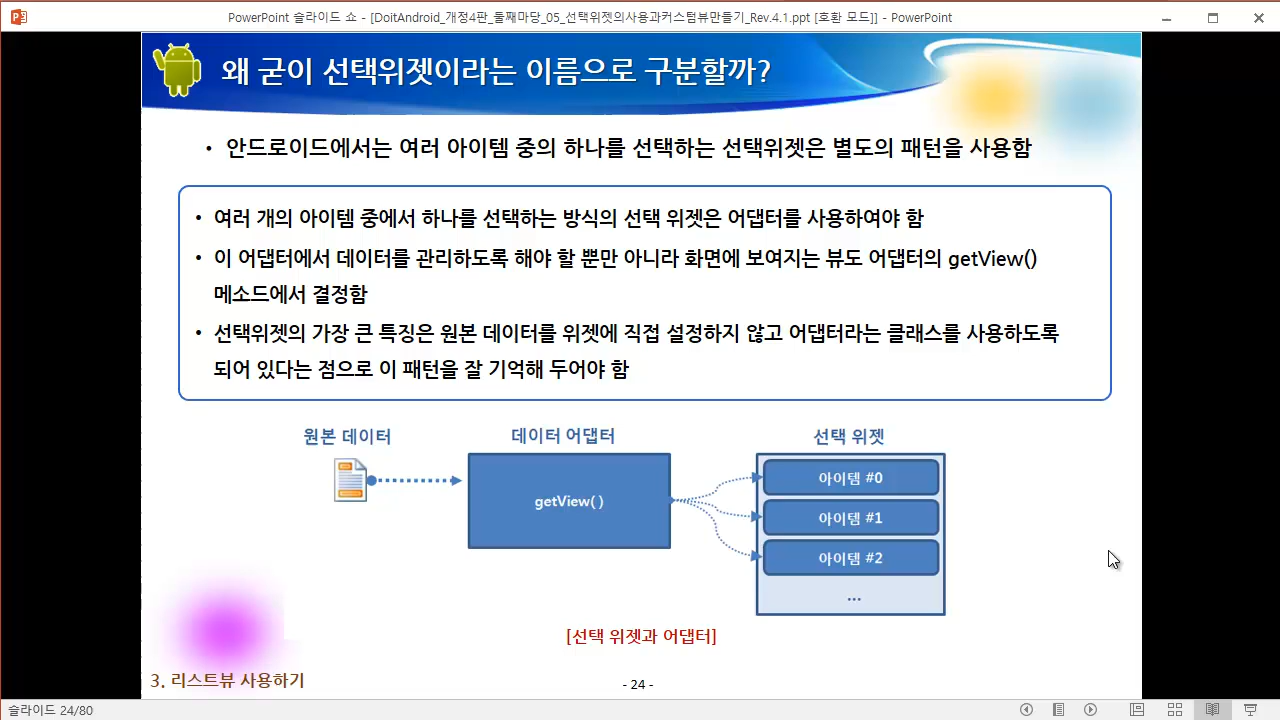 PowerPoint 슬라이드 쇼 - [DoitAndroid_개정4판_둘째마당_05_선택위젯의사용과커스텀뷰만들기_Rev.4.1.ppt [호환 모드]] - PowerPoint
왜 굳이 선택위젯이라는 이름으로 구분할까?
• 안드로이드에서는 여러 아이템 중의 하나를 선택하는 선택위젯은 별도의 패턴을 사용함
• 여러 개의 아이템 중에서 하나를 선택하는 방식의 선택 위젯은 어댑터를 사용하여야 함
• 이 어댑터에서 데이터를 관리하도록 해야 할 뿐만 아니라 화면에 보여지는 뷰도 어댑터의 getView()
메소드에서 결정함
• 선택위젯의 가장 큰 특징은 원본 데이터를 위젯에 직접 설정하지 않고 어댑터라는 클래스를 사용하도록
되어 있다는 점으로 이 패턴을 잘 기억해 두어야 함
원본 데이터
데이터 어댑터
선택 위젯
getView( )
아이템 #0
아이템 #1
아이템 #2
...
[선택 위젯과 어댑터]
3. 리스트뷰 사용하기
- 24 -
슬라이드 24/80